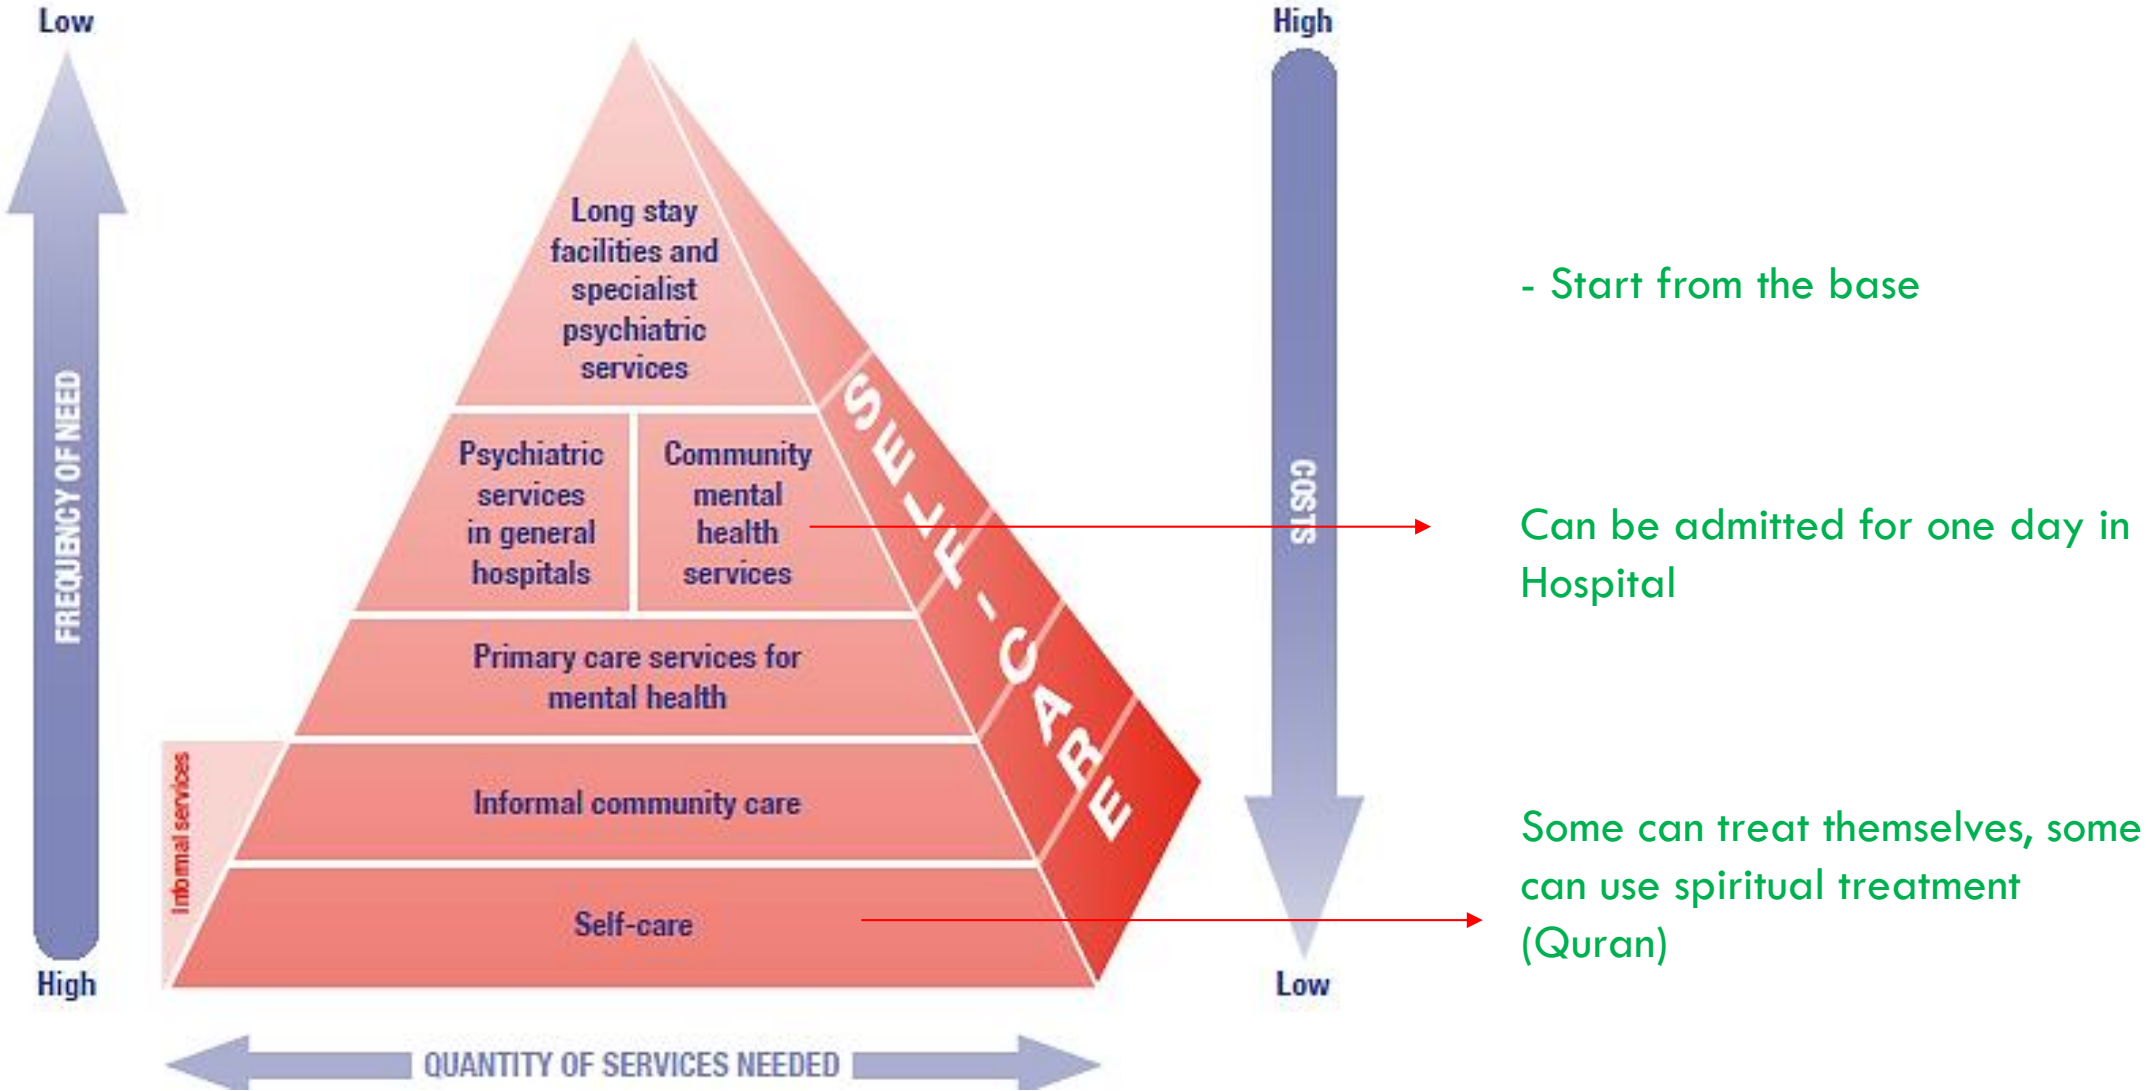 Low
High
Long stay
facilities and
specialist
psychiatric
services
- Start from the base
FREQUENCY OF NEED
SELF-CARE
COSTS
Psychiatric
services
in general
hospitals
Community
mental
health
services
Can be admitted for one day in
Hospital
Primary care services for
mental health
Informal services
Informal community care
Some can treat themselves, some
can use spiritual treatment
(Quran)
Self-care
High
Low
QUANTITY OF SERVICES NEEDED